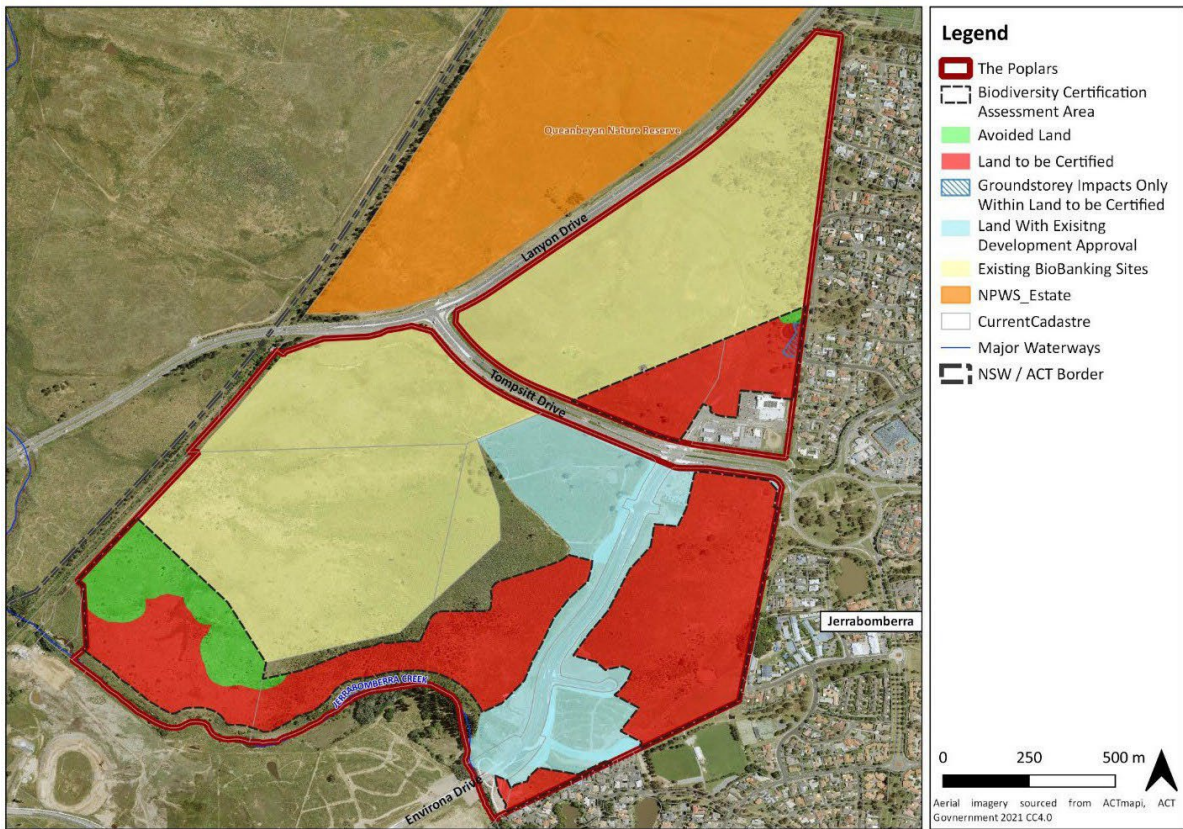 Queanbeyan Nature Reserve
Lanyon Drive
Tompsitt Drive
Jerrabomberra
JERRABOMBERRA CREEK
Environa Drive
Legend
The Poplars
Biodiversity Certification
Assessment Area
Avoided Land
Land to be Certified
Groundstorey Impacts Only
Within Land to be Certified
Land With Exisitng
Development Approval
Existing BioBanking Sites
NPWS_Estate
CurrentCadastre
Major Waterways
NSW / ACT Border
0 250 500 m
Aerial imagery sourced from ACTmapi, ACT
Govnernment 2021 CC4.0